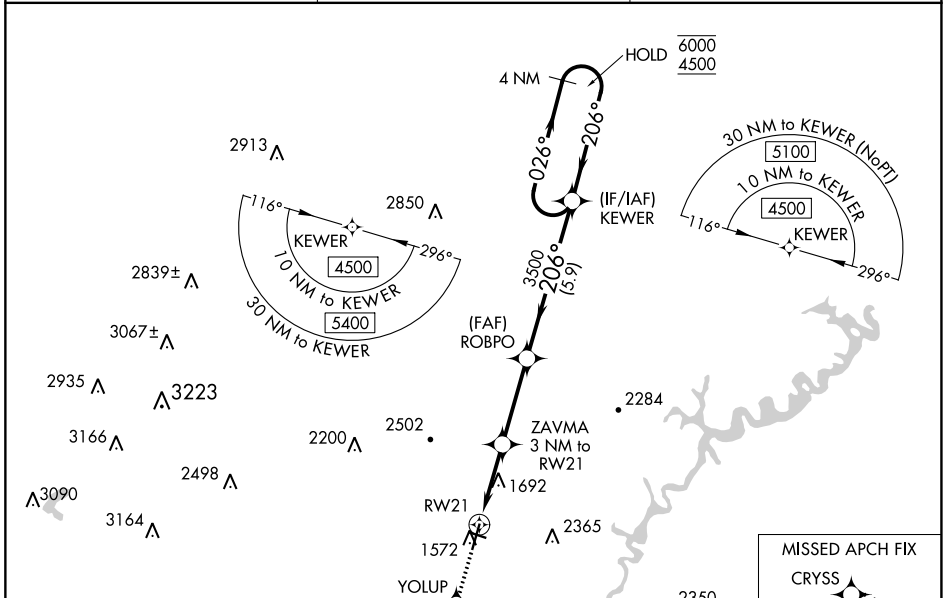 HOLD 6000
4500
4 NM
026°
206°
(IF/IAF)
KEWER
30 NM to KEWER (NoPT)
5100
10 NM to KEWER
4500
116°
KEWER
296°
2913
2850
116°
KEWER
296°
4500
10 NM to KEWER
5400
30 NM to KEWER
3500
206°
(5.9)
2839±
(FAF)
ROBPO
3067±
2935
3223
2284
3166
2200
2502
ZAVMA
3 NM to
RW21
2498
1692
3090
RW21
3164
1572
2365
MISSED APCH FIX
CRYSS
YOLUP
2350